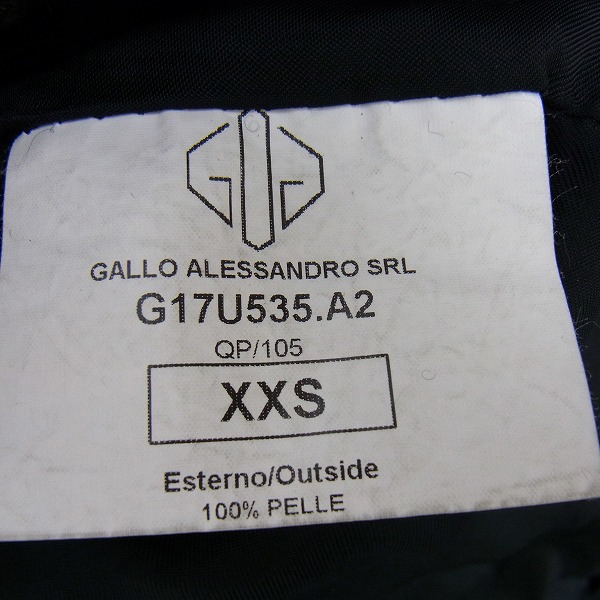 GALLO ALESSANDRO SRL
G17U535.A2
QP/105
XXS
Esterno/Outside
100% PELLE